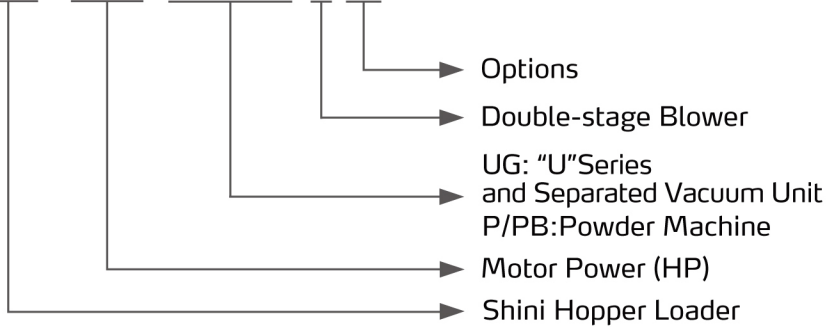 Options
Double-stage Blower
UG: “U”Series
and Separated Vacuum Unit
P/PB:Powder Machine
Motor Power (HP)
Shini Hopper Loader